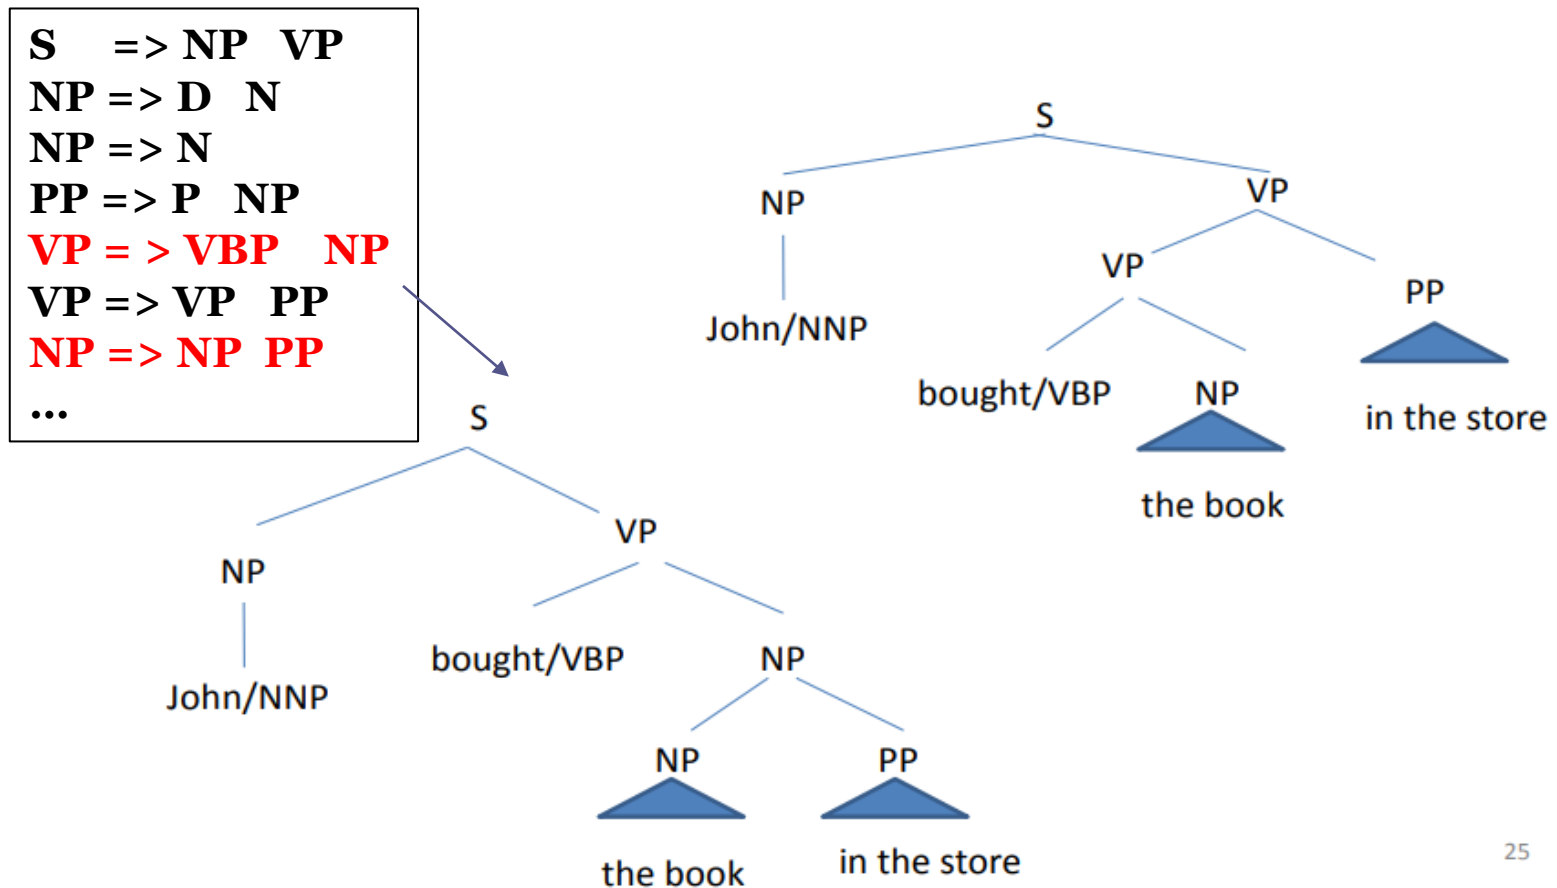 S => NP VP
NP => D N
NP => N
PP => P NP
VP = > VBP NP
VP => VP PP
NP => NP PP
...
S
NP VP
VP PP
John/NNP
bought/VBP NP in the store
the book
S
VP
NP
bought/VBP NP
John/NNP
NP PP
the book in the store
25